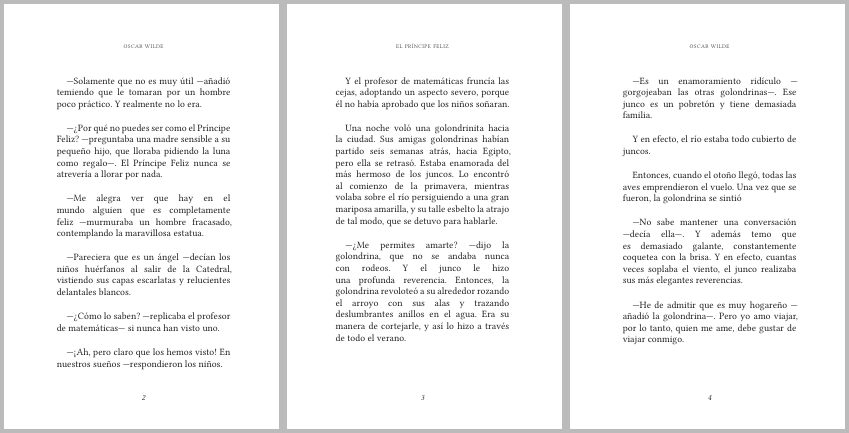 OSCAR WILDE
—Solamente que no es muy útil —añadió
temiendo que le tomaran por un hombre
poco práctico. Y realmente no lo era.
—¿Por qué no puedes ser como el Príncipe
Feliz? —preguntaba una madre sensible a su
pequeño hijo, que lloraba pidiendo la luna
como regalo—. El Príncipe Feliz nunca se
atrevería a llorar por nada.
—Me alegra ver que hay en el
mundo alguien que es completamente
feliz —murmuraba un hombre fracasado,
contemplando la maravillosa estatua.
—Pareciera que es un ángel —decían los
niños huérfanos al salir de la Catedral,
vistiendo sus capas escarlatas y relucientes
delantales blancos.
—¿Cómo lo saben? —replicaba el profesor
de matemáticas— si nunca han visto uno.
—¡Ah, pero claro que los hemos visto! En
nuestros sueños —respondieron los niños.
2
EL PRÍNCIPE FELIZ
Y el profesor de matemáticas fruncía las
cejas, adoptando un aspecto severo, porque
él no había aprobado que los niños soñaran.
Una noche voló una golondrinita hacia
la ciudad. Sus amigas golondrinas habían
partido seis semanas atrás, hacia Egipto,
pero ella se retrasó. Estaba enamorada del
más hermoso de los juncos. Lo encontró
al comienzo de la primavera, mientras
volaba sobre el río persiguiendo a una gran
mariposa amarilla, y su talle esbelto la atrajo
de tal modo, que se detuvo para hablarle.
—¿Me permites amarte? —dijo la
golondrina, que no se andaba nunca
con rodeos. Y el junco le hizo
una profunda reverencia. Entonces, la
golondrina revoloteó a su alrededor rozando
el arroyo con sus alas y trazando
deslumbrantes anillos en el agua. Era su
manera de cortejarle, y así lo hizo a través
de todo el verano.
3
OSCAR WILDE
—Es un enamoramiento ridículo —
gorgojeaban las otras golondrinas—. Ese
junco es un pobretón y tiene demasiada
familia.
Y en efecto, el río estaba todo cubierto de
juncos.
Entonces, cuando el otoño llegó, todas las
aves emprendieron el vuelo. Una vez que se
fueron, la golondrina se sintió
—No sabe mantener una conversación
—decía ella—. Y además temo que
es demasiado galante, constantemente
coquetea con la brisa. Y en efecto, cuantas
veces soplaba el viento, el junco realizaba
sus más elegantes reverencias.
—He de admitir que es muy hogareño —
añadió la golondrina—. Pero yo amo viajar,
por lo tanto, quien me ame, debe gustar de
viajar conmigo.
4